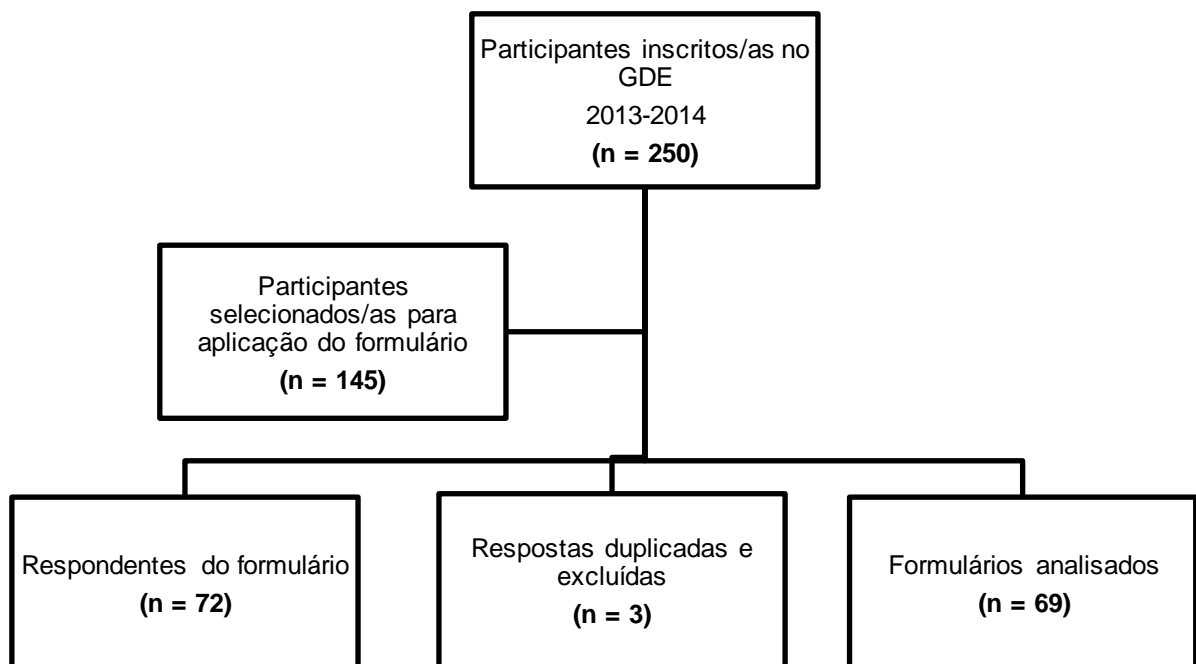 Participantes inscritos/as no
GDE
2013-2014
(n = 250)
Participantes
selecionados/as para
aplicação do formulário
(n = 145)
Respondentes do formulário
(n = 72)
Respostas duplicadas e
excluídas
(n = 3)
Formulários analisados
(n = 69)